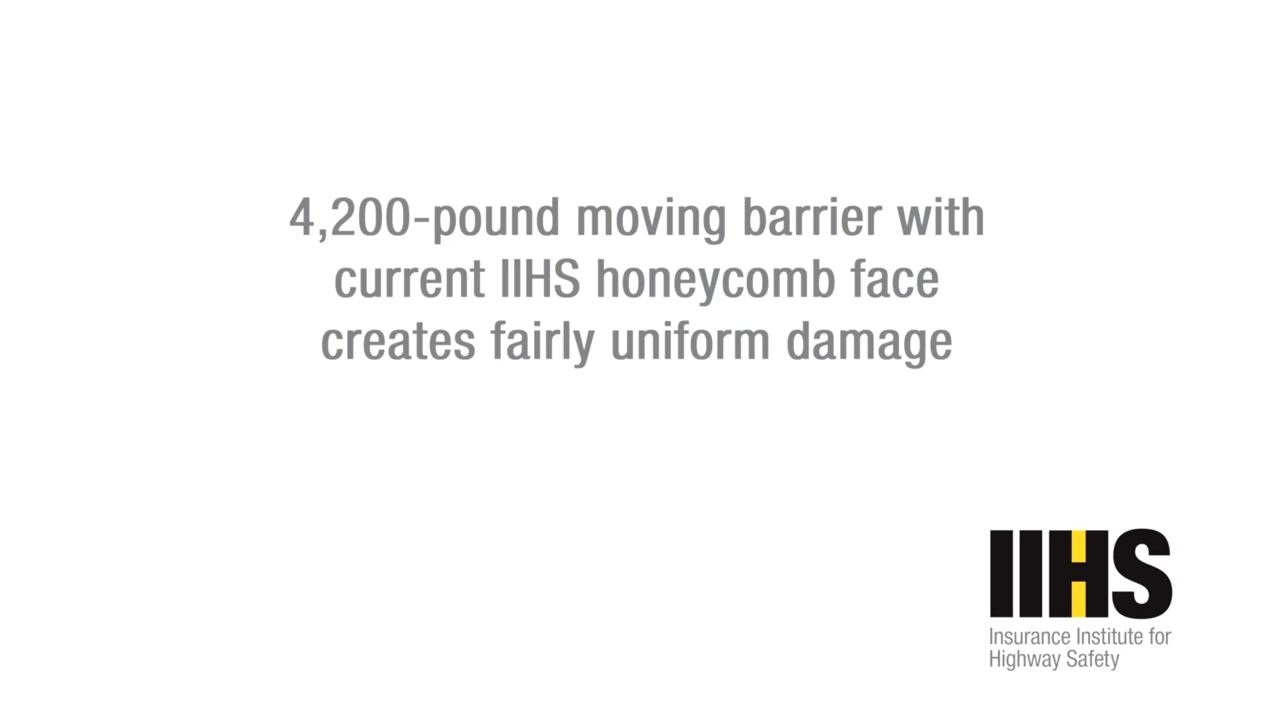 4,200-pound moving barrier with
current IIHS honeycomb face
creates fairly uniform damage
IIHS
Insurance Institute for
Highway Safety